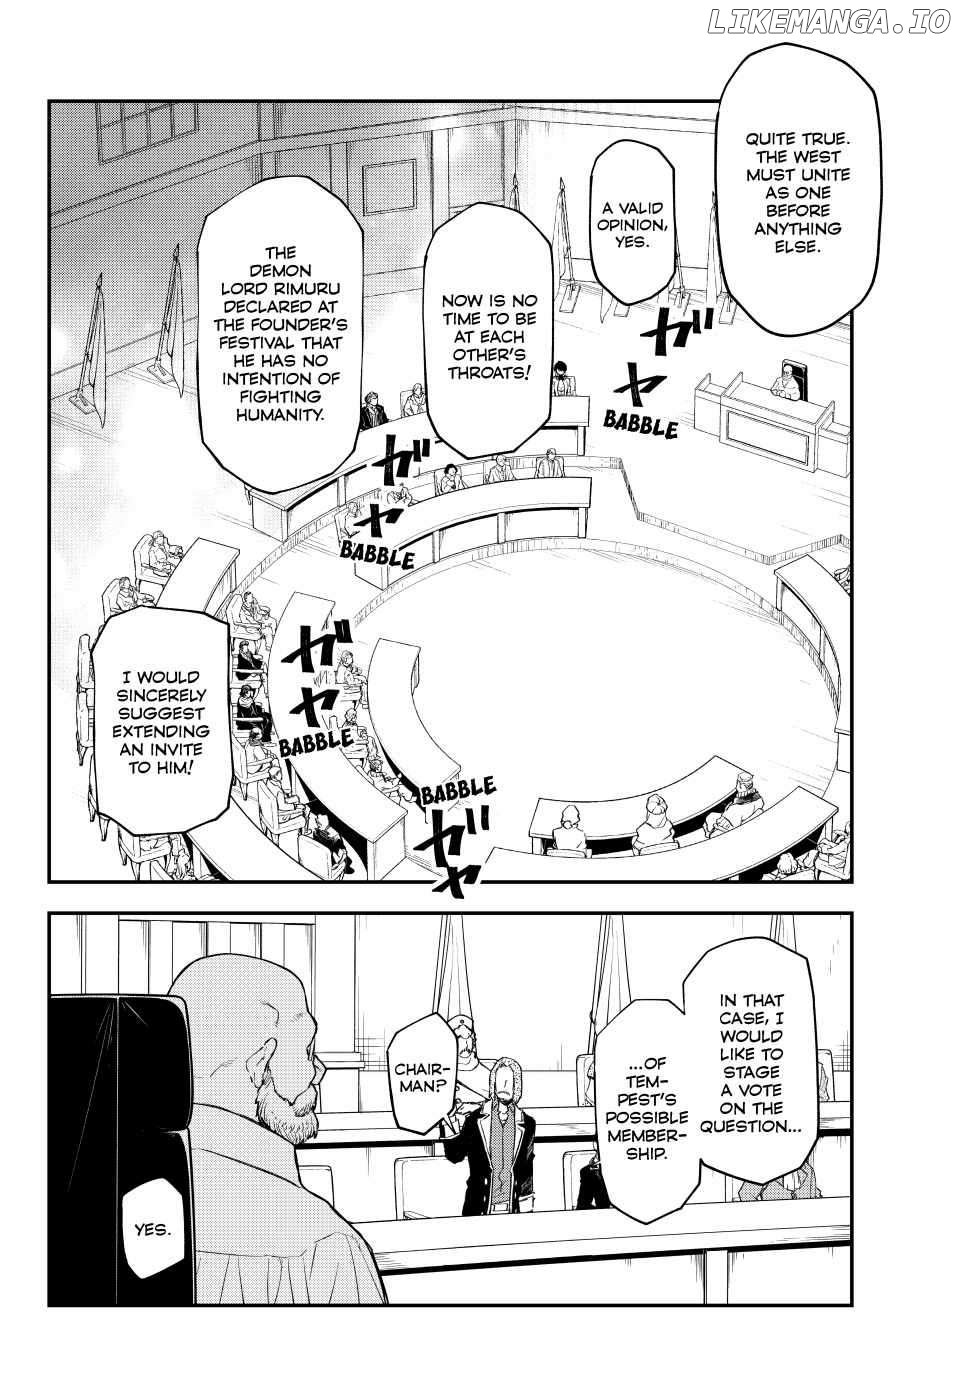 LIKEMANGA.IO
QUITE TRUE.
THE WEST
MUST UNITE
AS ONE
BEFORE
ANYTHING
ELSE.
A VALID
OPINION,
YES.
NOW IS NO
TIME TO BE
AT EACH
OTHER'S
THROATS!
THE
DEMON
LORD RIMURU
DECLARED AT
THE FOUNDER'S
FESTIVAL THAT
HE HAS NO
INTENTION OF
FIGHTING
HUMANITY.
ガヤ
BABBLE
ガヤ
BABBLE
ガヤ
BABBLE
BABBLE
ガヤ
I WOULD
SINCERELY
SUGGEST
EXTENDING
AN INVITE
TO HIM!
IN THAT
CASE, I
WOULD
LIKE TO
STAGE
A VOTE
ON THE
QUESTION...
...OF
TEM-
PEST'S
POSSIBLE
MEMBER-
SHIP.
CHAIR-
MAN?
YES.